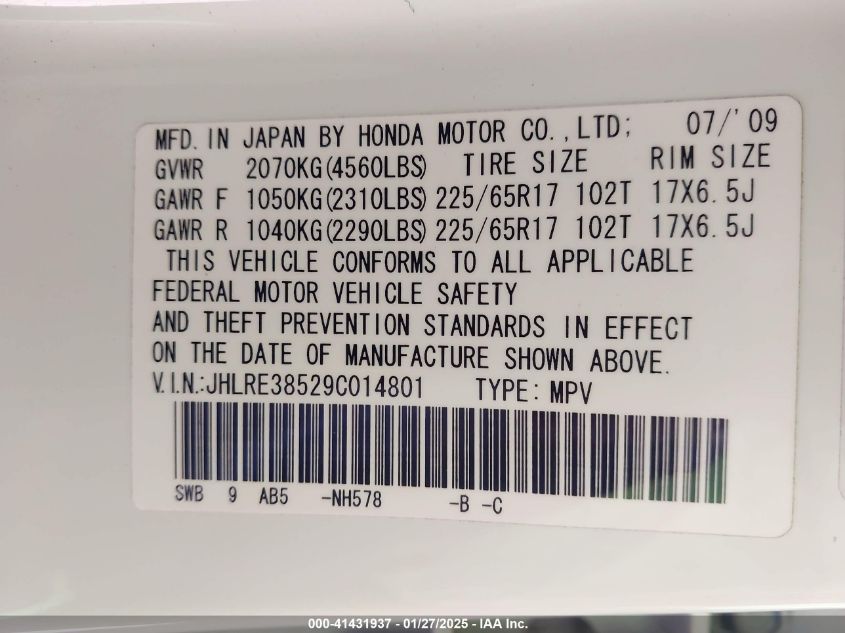 MFD. IN JAPAN BY HONDA MOTOR CO.,LTD; 07/'09
GVWR 2070KG(4560LBS) TIRE SIZE RIM SIZE
GAWR F 1050KG(2310LBS) 225/65R17 102T 17X6.5J
GAWR R 1040KG(2290LBS) 225/65R17 102T 17X6.5J
THIS VEHICLE CONFORMS TO ALL APPLICABLE
FEDERAL MOTOR VEHICLE SAFETY
AND THEFT PREVENTION STANDARDS IN EFFECT
ON THE DATE OF MANUFACTURE SHOWN ABOVE.
V.I.N.:JHLRE38529C014801 TYPE: MPV
SWB 9 AB5 -NH578 -B -C
000-41431937 - 01/27/2025 - IAA Inc.